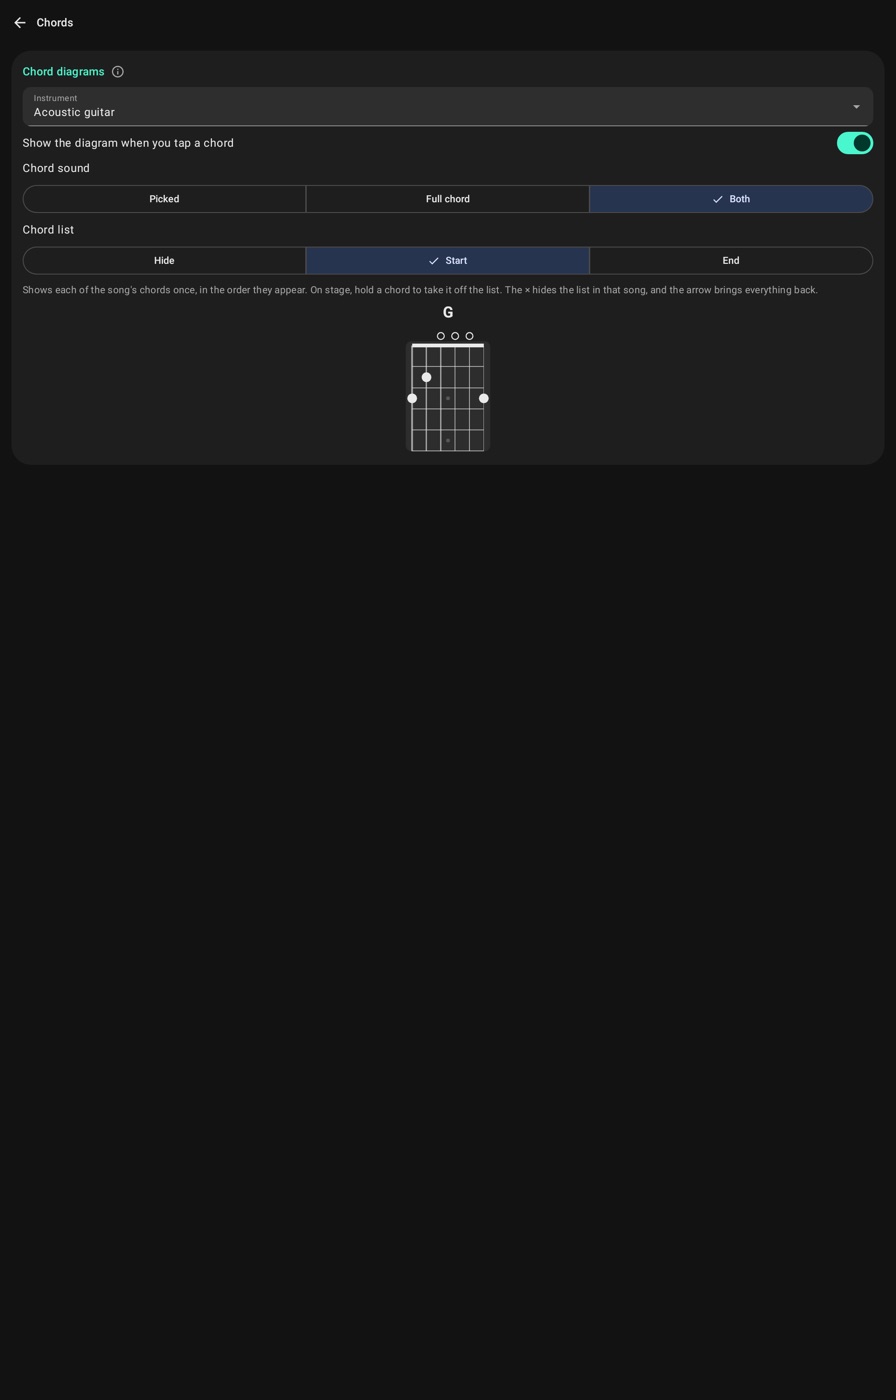 Chords
Chord diagrams
Instrument
Acoustic guitar
Show the diagram when you tap a chord
Chord sound
Picked
Full chord
Both
Chord list
Hide
Start
End
Shows each of the song's chords once, in the order they appear. On stage, hold a chord to take it off the list. The × hides the list in that song, and the arrow brings everything back.
G